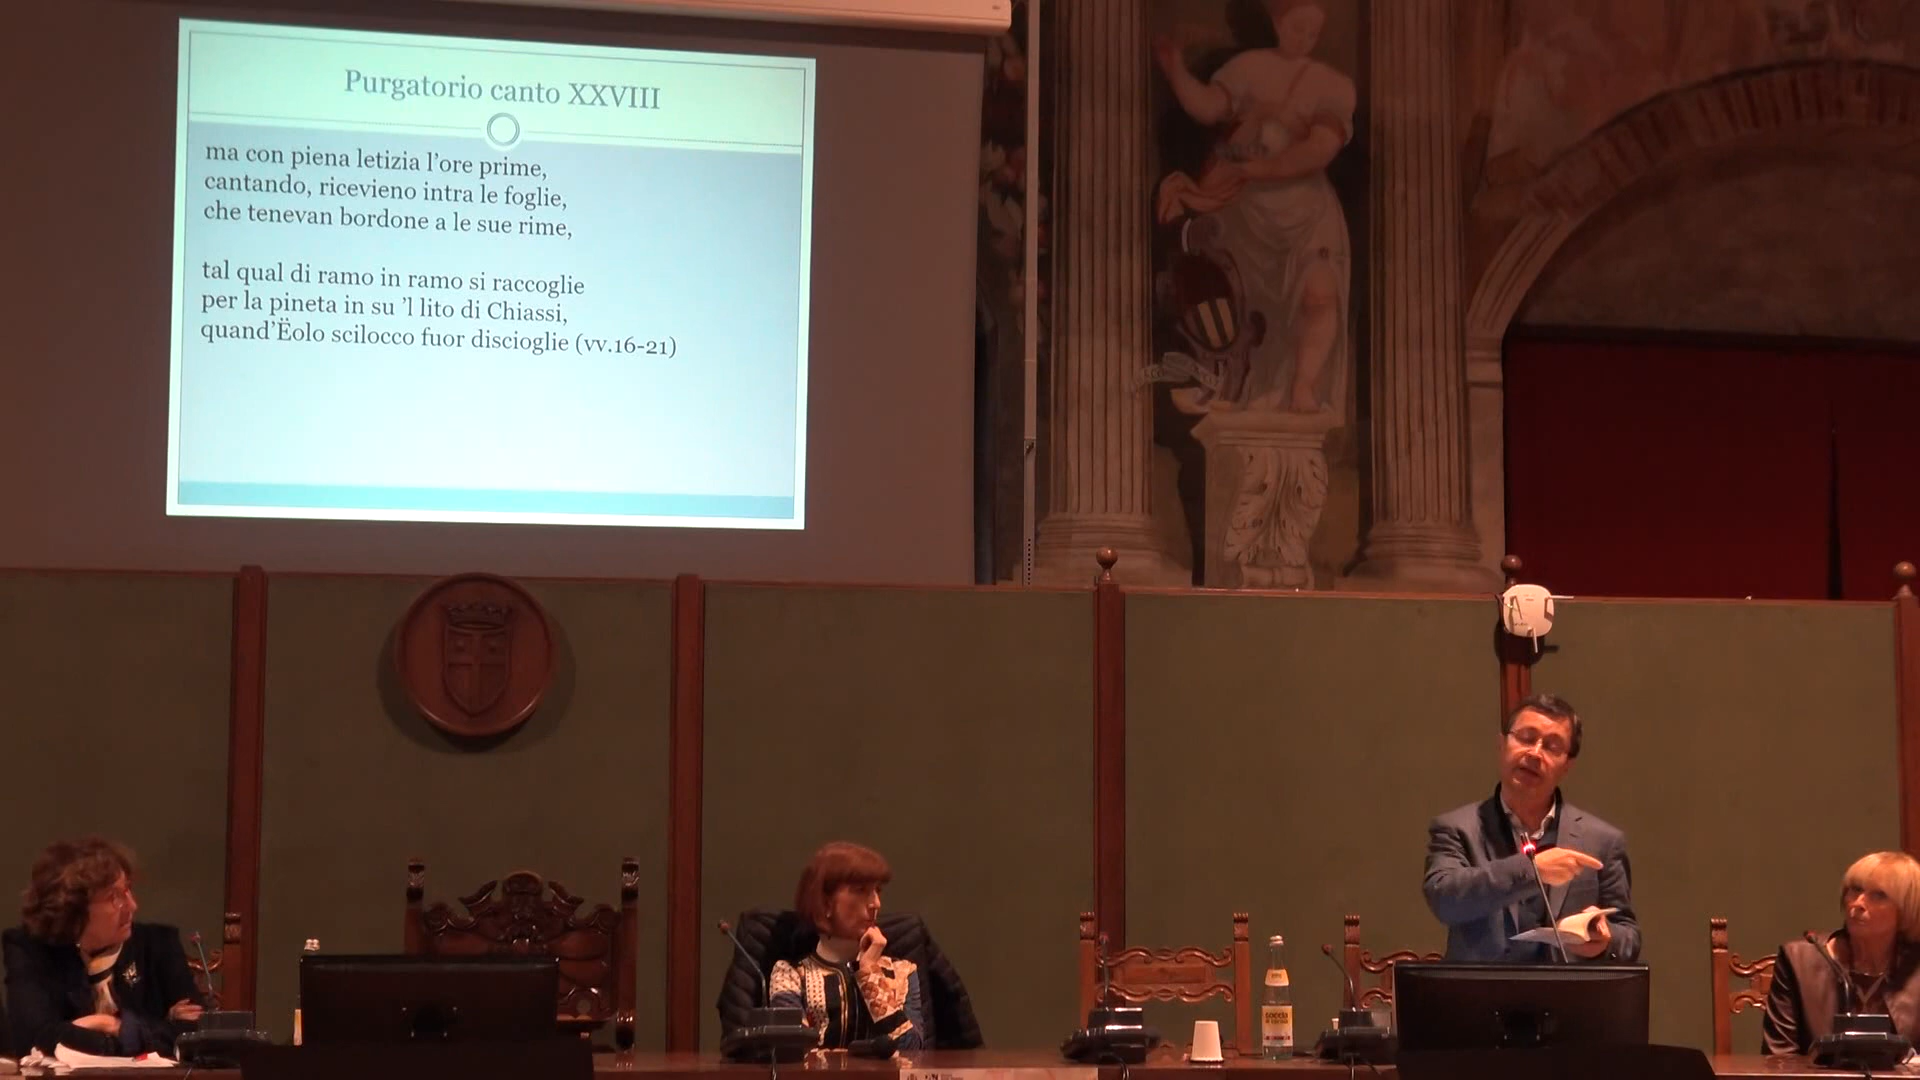 Purgatorio canto XXVIII
ma con piena letizia l'ore prime,
cantando, ricevieno intra le foglie,
che tenevan bordone a le sue rime,
tal qual di ramo in ramo si raccoglie
per la pineta in su 'l lito di Chiassi,
quand'Ëolo scilocco fuor discioglie (vv.16-21)